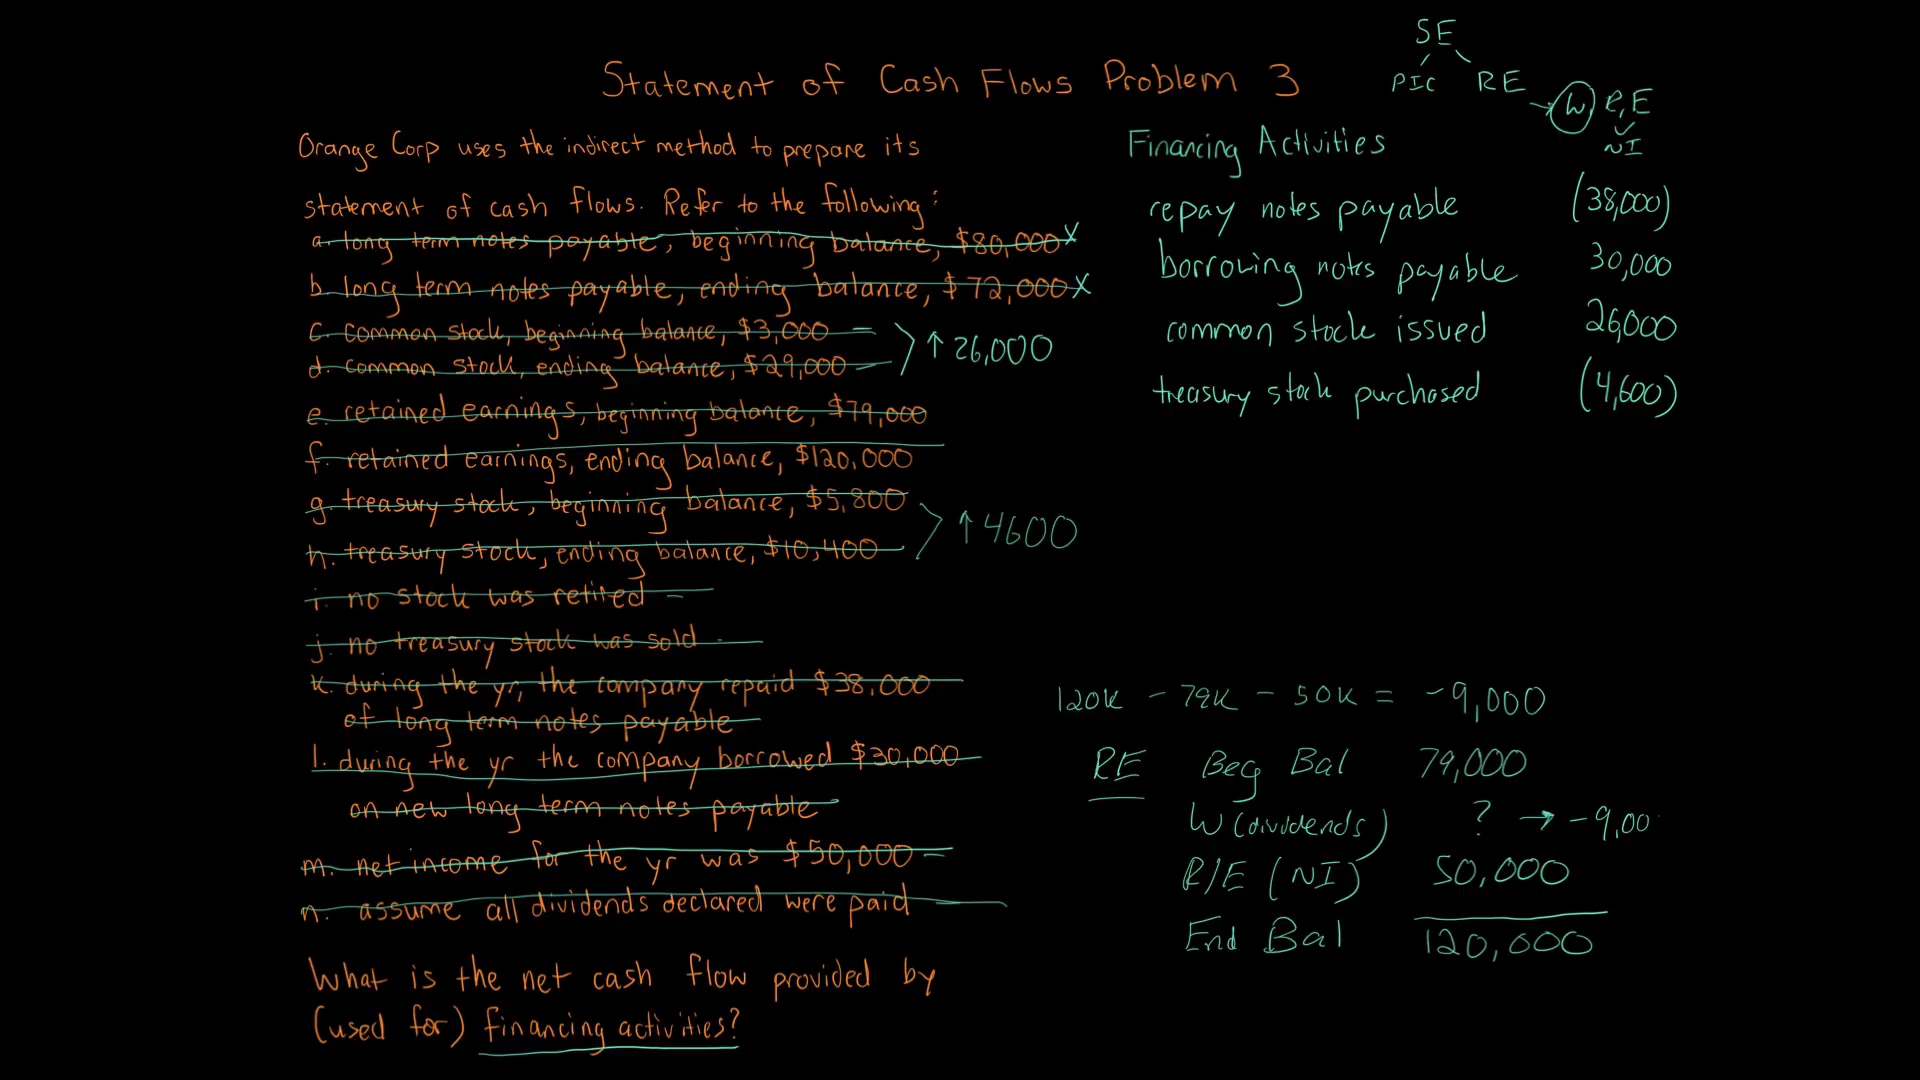 Statement of Cash Flows Problem 3
Orange Corp uses the indirect method to prepare its
statement of cash flows. Refer to the following:
a. long term notes payable, beginning balance, $80,000 x
b. long term notes payable, ending balance, $72,000 x
c. common stock, beginning balance, $3,000
d. common stock, ending balance, $29,000
↑ 26,000
e. retained earnings, beginning balance, $79,000
f. retained earnings, ending balance, $120,000
g. treasury stock, beginning balance, $5,800
h. treasury stock, ending balance, $10,400
↑ 4600
i. no stock was retired
j. no treasury stock was sold
k. during the yr, the company repaid $38,000
of long term notes payable
l. during the yr the company borrowed $30,000
on new long term notes payable
m. net income for the yr was $50,000
n. assume all dividends declared were paid
What is the net cash flow provided by
(used for) financing activities?
SE
PIC RE
→ W, R,E
NI
Financing Activities
repay notes payable (38,000)
borrowing notes payable 30,000
common stock issued 26,000
treasury stock purchased (4,600)
120K - 79K - 50K = -9,000
RE Beg Bal 79,000
W (dividends) ? → -9,00
R/E (NI) 50,000
End Bal 120,000